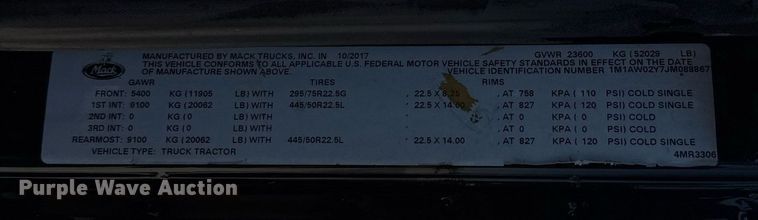 Mack
MANUFACTURED BY MACK TRUCKS, INC. IN 10/2017 GVWR 23600 KG (52029 LB)
THIS VEHICLE CONFORMS TO ALL APPLICABLE U.S. FEDERAL MOTOR VEHICLE SAFETY STANDARDS IN EFFECT ON THE DATE
OF MANUFACTURE SHOWN ABOVE. VEHICLE IDENTIFICATION NUMBER 1M1AW02Y7JM088867
GAWR TIRES RIMS
FRONT: 5400 KG (11905 LB) WITH 295/75R22.5G , 22.5 X 8.25 , AT 758 KPA ( 110 PSI) COLD SINGLE
1ST INT: 9100 KG (20062 LB) WITH 445/50R22.5L , 22.5 X 14.00 , AT 827 KPA ( 120 PSI) COLD SINGLE
2ND INT: 0 KG (0 LB) WITH , AT 0 KPA ( 0 PSI) COLD
3RD INT: 0 KG (0 LB) WITH , AT 0 KPA ( 0 PSI) COLD
REARMOST: 9100 KG (20062 LB) WITH 445/50R22.5L , 22.5 X 14.00 , AT 827 KPA ( 120 PSI) COLD SINGLE
VEHICLE TYPE: TRUCK TRACTOR 4MR3306
Purple Wave Auction